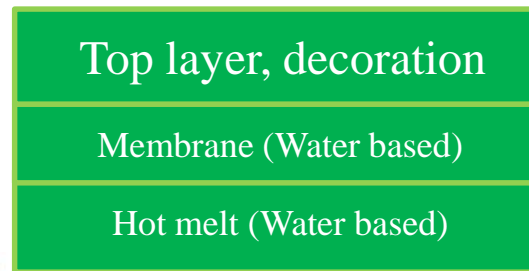 Top layer, decoration
Membrane (Water based)
Hot melt (Water based)